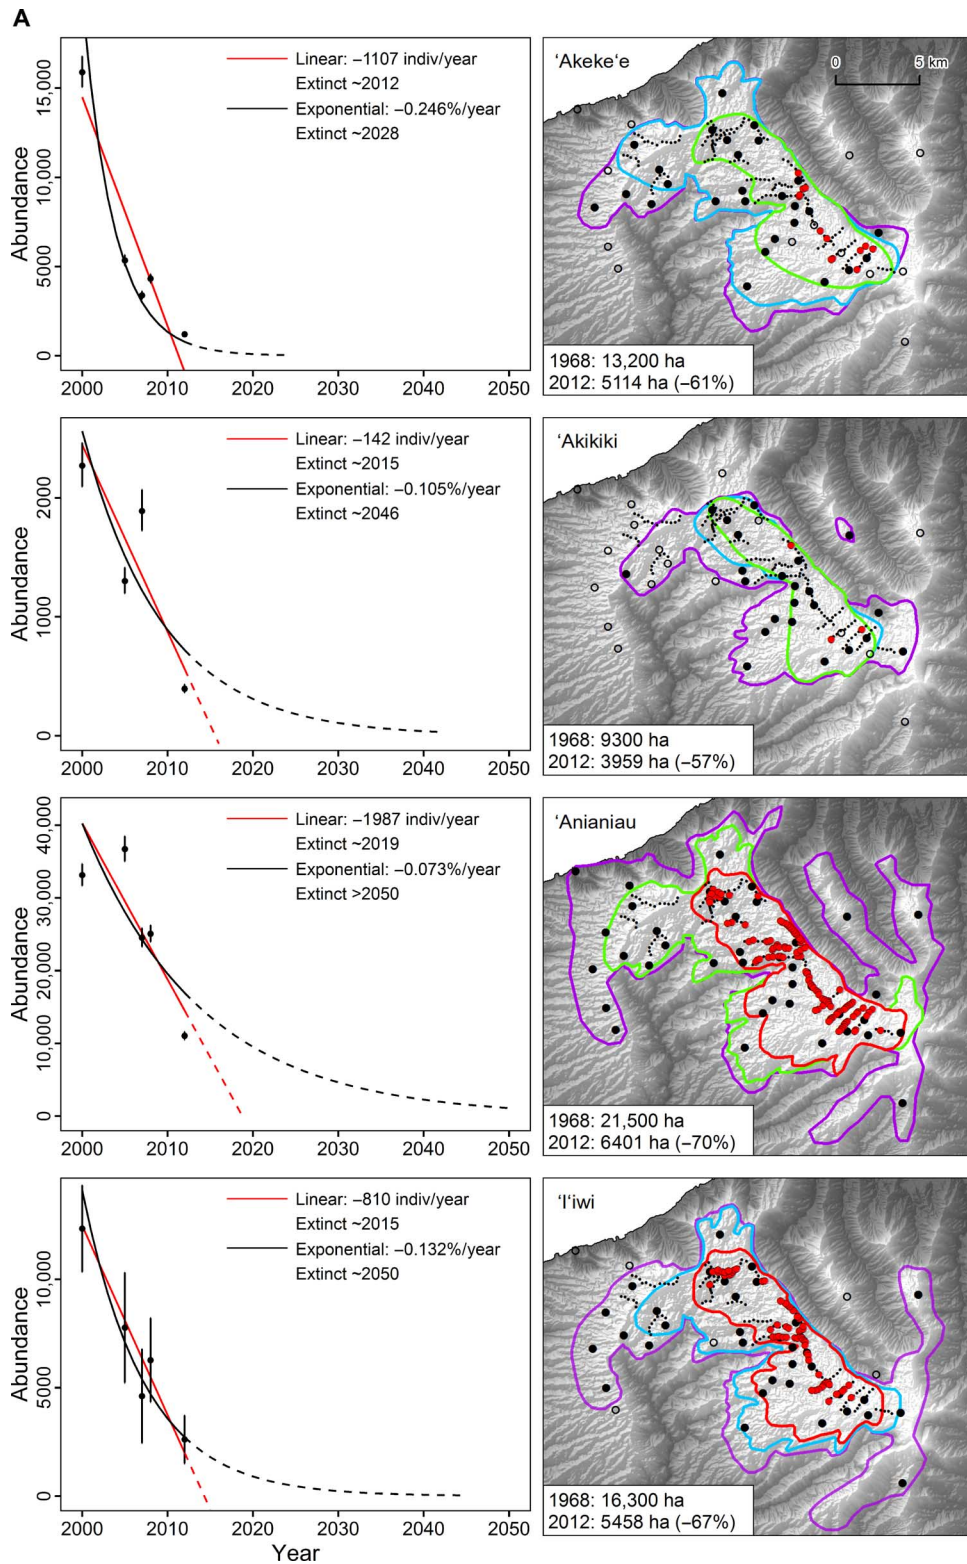 A
Linear: −1107 indiv/year
Extinct ~2012
Exponential: −0.246%/year
Extinct ~2028
Abundance
15,000
10,000
5000
0
2000 2010 2020 2030 2040 2050
ʻAkekeʻe
0 5 km
1968: 13,200 ha
2012: 5114 ha (−61%)
Linear: −142 indiv/year
Extinct ~2015
Exponential: −0.105%/year
Extinct ~2046
Abundance
2000
1000
0
2000 2010 2020 2030 2040 2050
ʻAkikiki
1968: 9300 ha
2012: 3959 ha (−57%)
Linear: −1987 indiv/year
Extinct ~2019
Exponential: −0.073%/year
Extinct >2050
Abundance
40,000
30,000
20,000
10,000
0
2000 2010 2020 2030 2040 2050
ʻAnianiau
1968: 21,500 ha
2012: 6401 ha (−70%)
Linear: −810 indiv/year
Extinct ~2015
Exponential: −0.132%/year
Extinct ~2050
Abundance
10,000
5000
0
2000 2010 2020 2030 2040 2050
Year
ʻIʻiwi
1968: 16,300 ha
2012: 5458 ha (−67%)